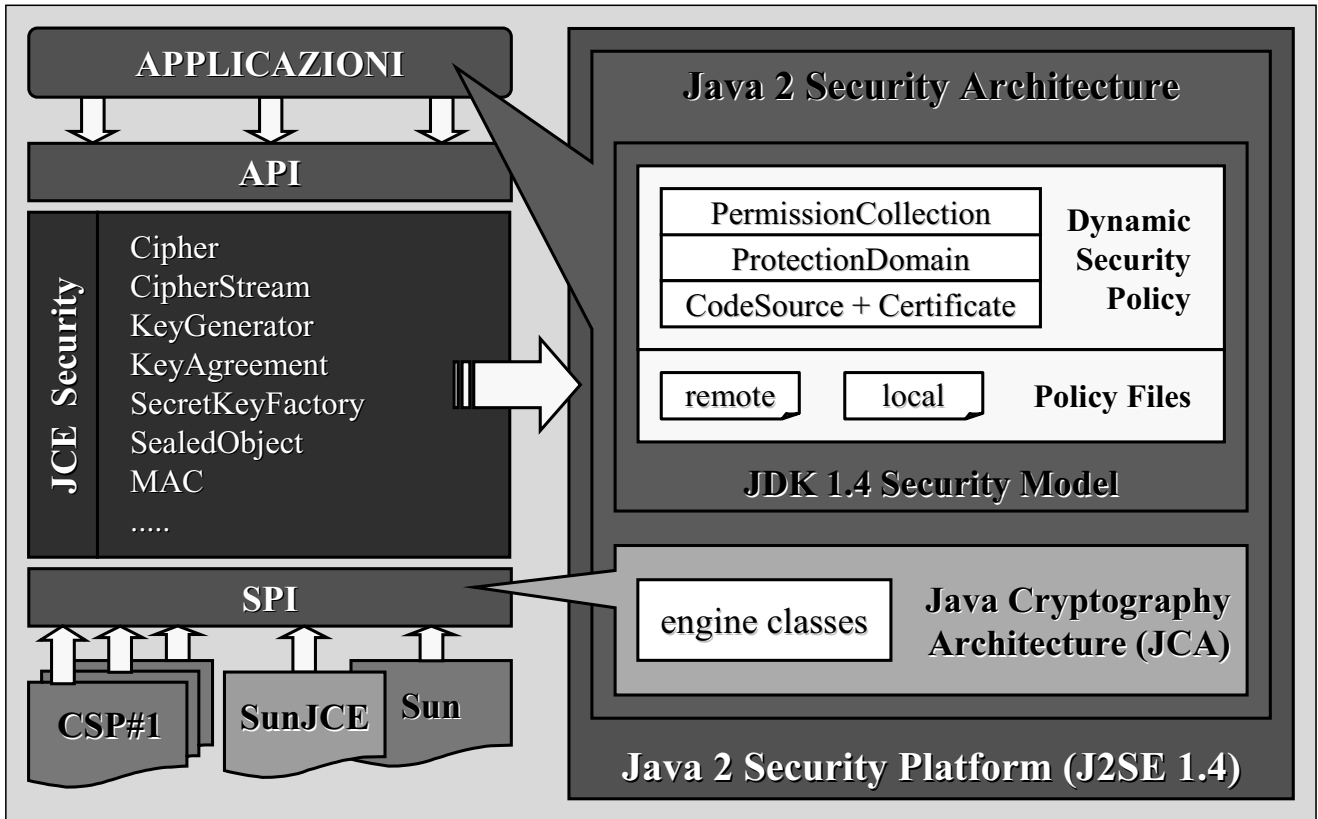 APPLICAZIONI
API
JCE Security
Cipher
CipherStream
KeyGenerator
KeyAgreement
SecretKeyFactory
SealedObject
MAC
.....
SPI
CSP#1
SunJCE
Sun
Java 2 Security Architecture
PermissionCollection
ProtectionDomain
CodeSource + Certificate
Dynamic
Security
Policy
remote
local
Policy Files
JDK 1.4 Security Model
engine classes
Java Cryptography
Architecture (JCA)
Java 2 Security Platform (J2SE 1.4)